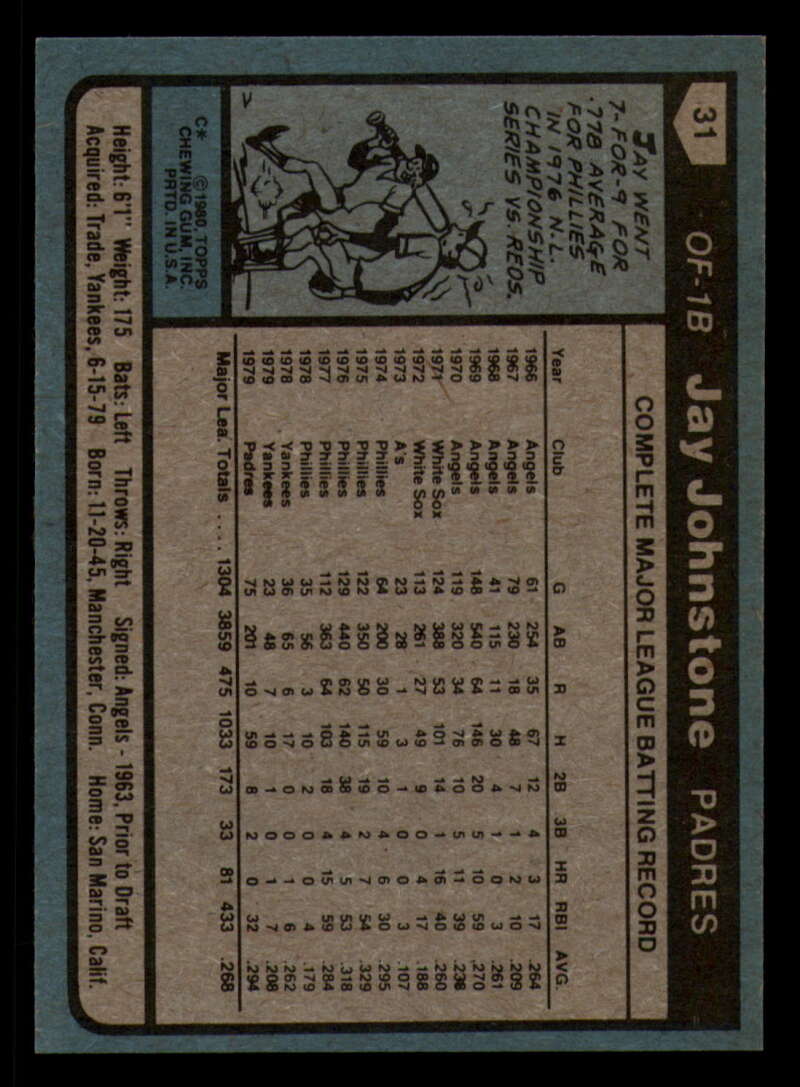 31 OF-1B Jay Johnstone PADRES
JAY WENT
7-FOR-9 FOR
.778 AVERAGE
FOR PHILLIES
IN 1976 N.L.
CHAMPIONSHIP
SERIES VS. REDS.
C* ©1980 TOPPS
CHEWING GUM, INC.
PRTD. IN U.S.A.
COMPLETE MAJOR LEAGUE BATTING RECORD
Year Club G AB R H 2B 3B HR RBI AVG.
1966 Angels 61 254 35 67 12 4 3 17 .264
1967 Angels 79 230 18 48 7 1 2 10 .209
1968 Angels 41 115 11 30 4 1 0 3 .261
1969 Angels 148 540 64 146 20 5 10 59 .270
1970 Angels 119 320 34 76 10 5 11 39 .238
1971 White Sox 124 388 53 101 14 1 16 40 .260
1972 White Sox 113 261 27 49 9 0 4 17 .188
1973 A's 23 28 1 3 1 0 0 3 .107
1974 Phillies 64 200 30 59 10 4 6 30 .295
1975 Phillies 122 350 50 115 19 2 7 54 .329
1976 Phillies 129 440 62 140 38 4 5 53 .318
1977 Phillies 112 363 64 103 18 4 15 59 .284
1978 Phillies 35 56 3 10 2 0 0 4 .179
1978 Yankees 36 65 6 17 0 0 1 6 .262
1979 Yankees 23 48 7 10 1 0 1 7 .208
1979 Padres 75 201 10 59 8 2 0 32 .294
Major Lea. Totals .... 1304 3859 475 1033 173 33 81 433 .268
Height: 6'1" Weight: 175 Bats: Left Throws: Right Signed: Angels - 1963, Prior to Draft
Acquired: Trade, Yankees, 6-15-79 Born: 11-20-45, Manchester, Conn. Home: San Marino, Calif.